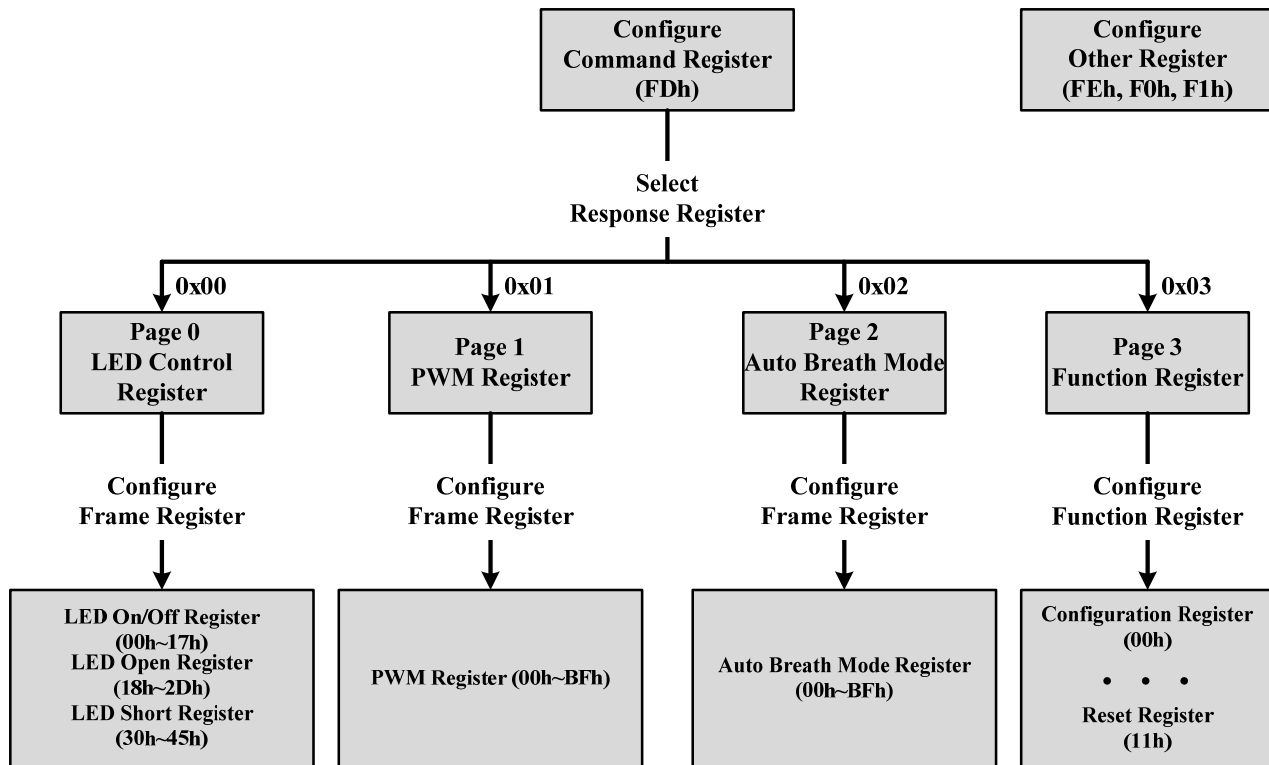 Configure
Command Register
(FDh)
Configure
Other Register
(FEh, F0h, F1h)
Select
Response Register
0x00
0x01
0x02
0x03
Page 0
LED Control
Register
Page 1
PWM Register
Page 2
Auto Breath Mode
Register
Page 3
Function Register
Configure
Frame Register
Configure
Frame Register
Configure
Frame Register
Configure
Function Register
LED On/Off Register
(00h~17h)
LED Open Register
(18h~2Dh)
LED Short Register
(30h~45h)
PWM Register (00h~BFh)
Auto Breath Mode Register
(00h~BFh)
Configuration Register
(00h)
• • •
Reset Register
(11h)